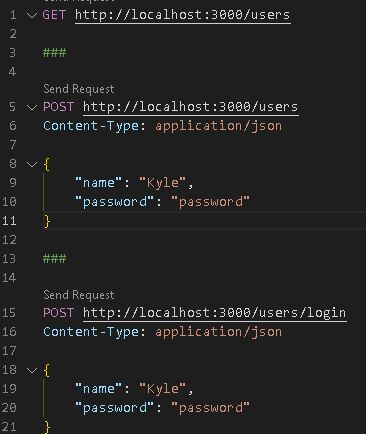 Send Request
1 GET http://localhost:3000/users
2
3 ###
4
Send Request
5 POST http://localhost:3000/users
6 Content-Type: application/json
7
8 {
9 "name": "Kyle",
10 "password": "password"
11 }
12
13 ###
14
Send Request
15 POST http://localhost:3000/users/login
16 Content-Type: application/json
17
18 {
19 "name": "Kyle",
20 "password": "password"
21 }